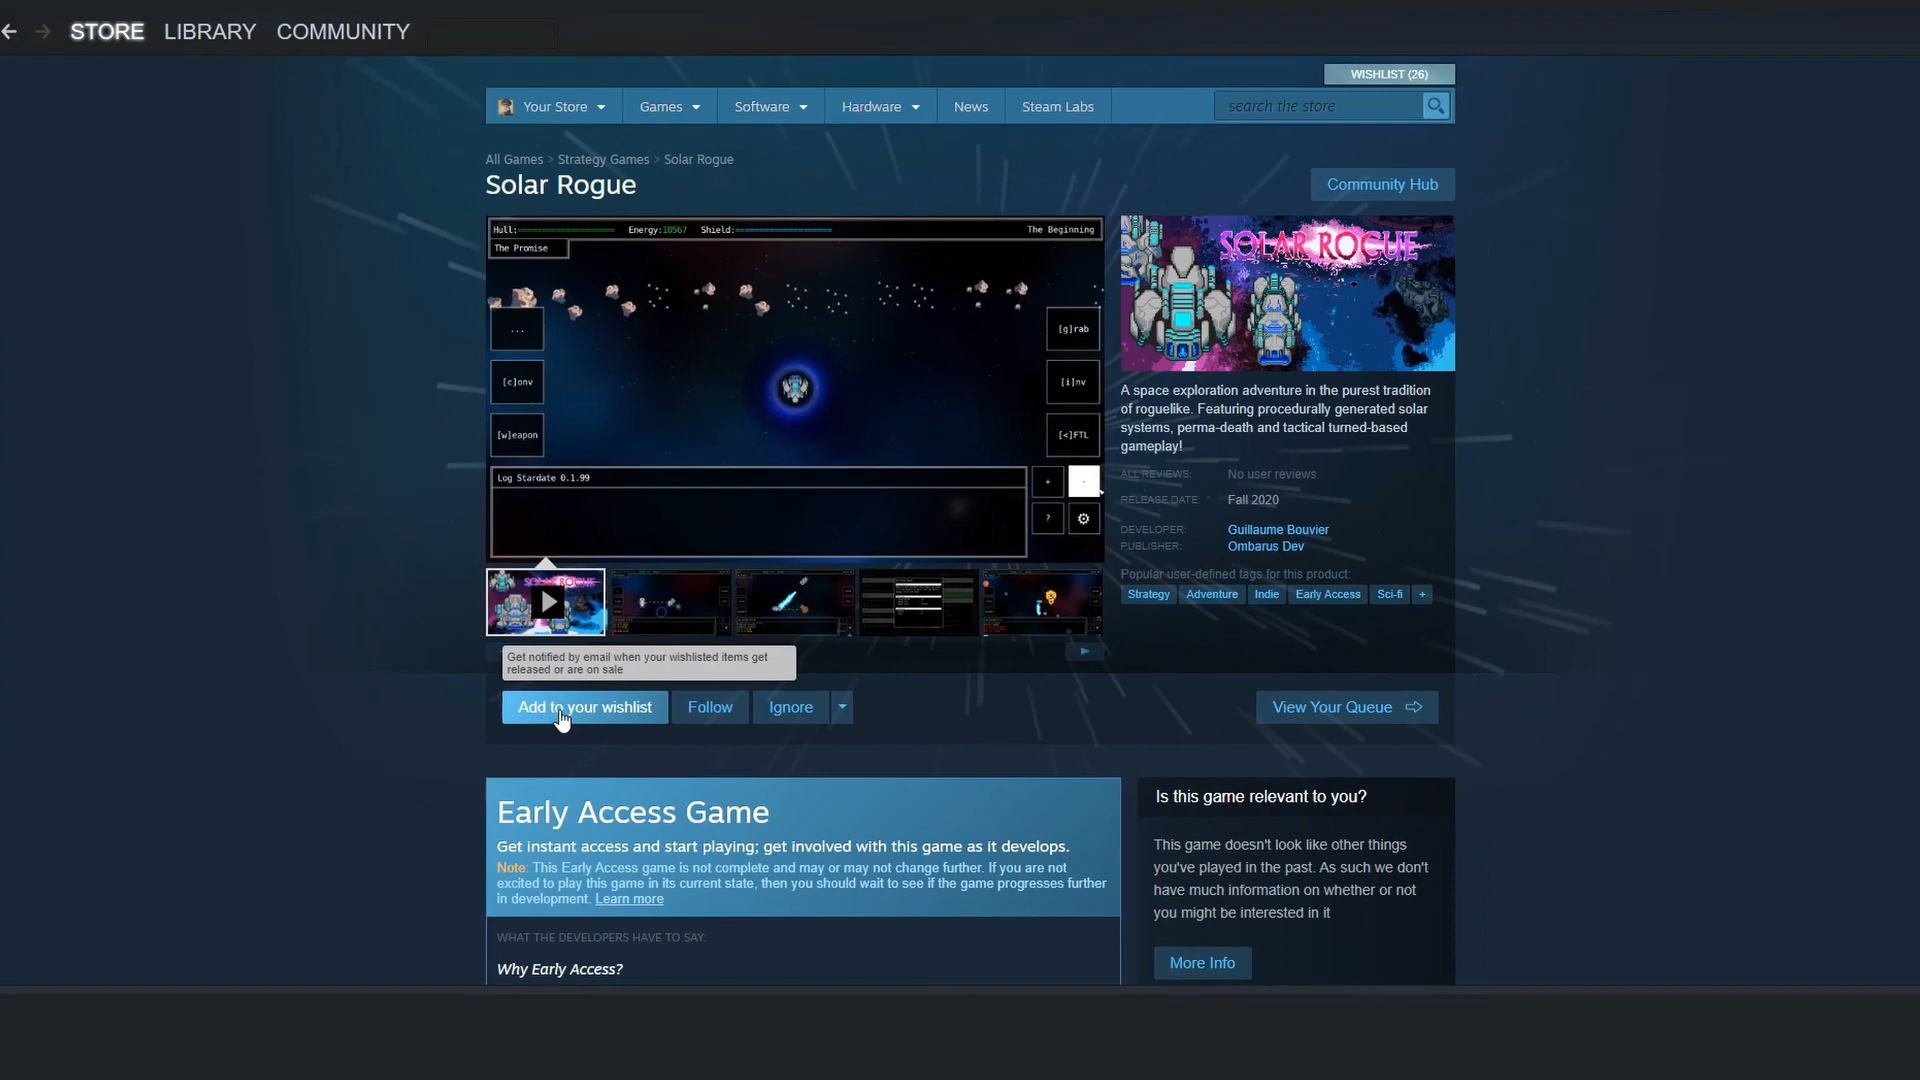 STORE LIBRARY COMMUNITY
WISHLIST (26)
Your Store Games Software Hardware News Steam Labs search the store
All Games > Strategy Games > Solar Rogue
Solar Rogue
Community Hub
Hull: Energy:10567 Shield: The Beginning
The Promise
SOLAR ROGUE
...
[g]rab
[c]onv
[i]nv
[w]eapon
[<]FTL
Log Stardate 0.1.99
+
-
?
A space exploration adventure in the purest tradition
of roguelike. Featuring procedurally generated solar
systems, perma-death and tactical turned-based
gameplay!
ALL REVIEWS: No user reviews
RELEASE DATE: Fall 2020
DEVELOPER: Guillaume Bouvier
PUBLISHER: Ombarus Dev
Popular user-defined tags for this product:
Strategy Adventure Indie Early Access Sci-fi +
SOLAR ROGUE
Get notified by email when your wishlisted items get
released or are on sale
Add to your wishlist Follow Ignore View Your Queue
Early Access Game
Get instant access and start playing; get involved with this game as it develops.
Note: This Early Access game is not complete and may or may not change further. If you are not
excited to play this game in its current state, then you should wait to see if the game progresses further
in development. Learn more
WHAT THE DEVELOPERS HAVE TO SAY:
Why Early Access?
Is this game relevant to you?
This game doesn't look like other things
you've played in the past. As such we don't
have much information on whether or not
you might be interested in it
More Info